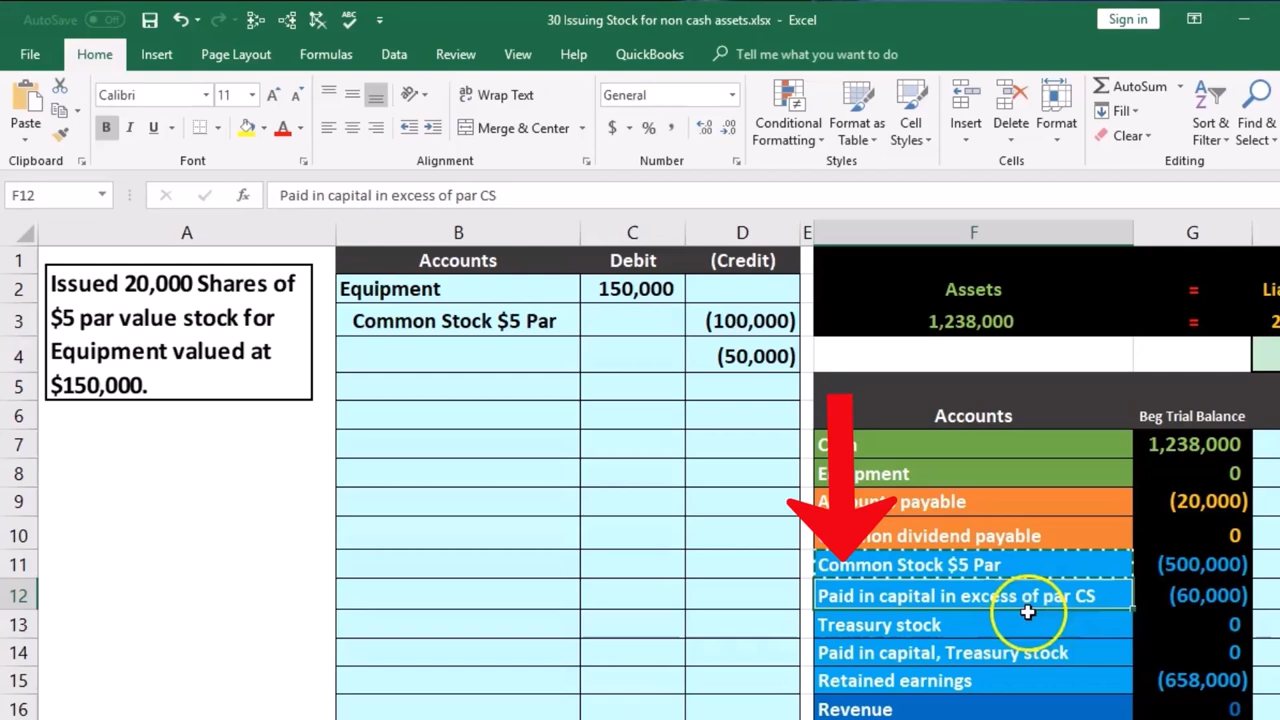 AutoSave Off
30 Issuing Stock for non cash assets.xlsx - Excel
Sign in
File Home Insert Draw Page Layout Formulas Data Review View Help QuickBooks Tell me what you want to do
Paste
Calibri 11 A A
Wrap Text
General
AutoSum
B I U A
Merge & Center
$ % ,
Conditional Formatting
Format as Table
Cell Styles
Insert
Delete
Format
Fill
Clear
Sort & Filter
Find & Select
Clipboard
Font
Alignment
Number
Styles
Cells
Editing
F12
fx
Paid in capital in excess of par CS
A B C D E F G
1 Accounts Debit (Credit)
Issued 20,000 Shares of
$5 par value stock for
Equipment valued at
$150,000.
2 Equipment 150,000 Assets =
3 Common Stock $5 Par (100,000) 1,238,000 =
4 (50,000)
5
6 Accounts Beg Trial Balance
7 1,238,000
8 0
9 payable (20,000)
10 dividend payable 0
11 Common Stock $5 Par (500,000)
12 Paid in capital in excess of par CS (60,000)
13 Treasury stock 0
14 Paid in capital, Treasury stock 0
15 Retained earnings (658,000)
16 Revenue 0